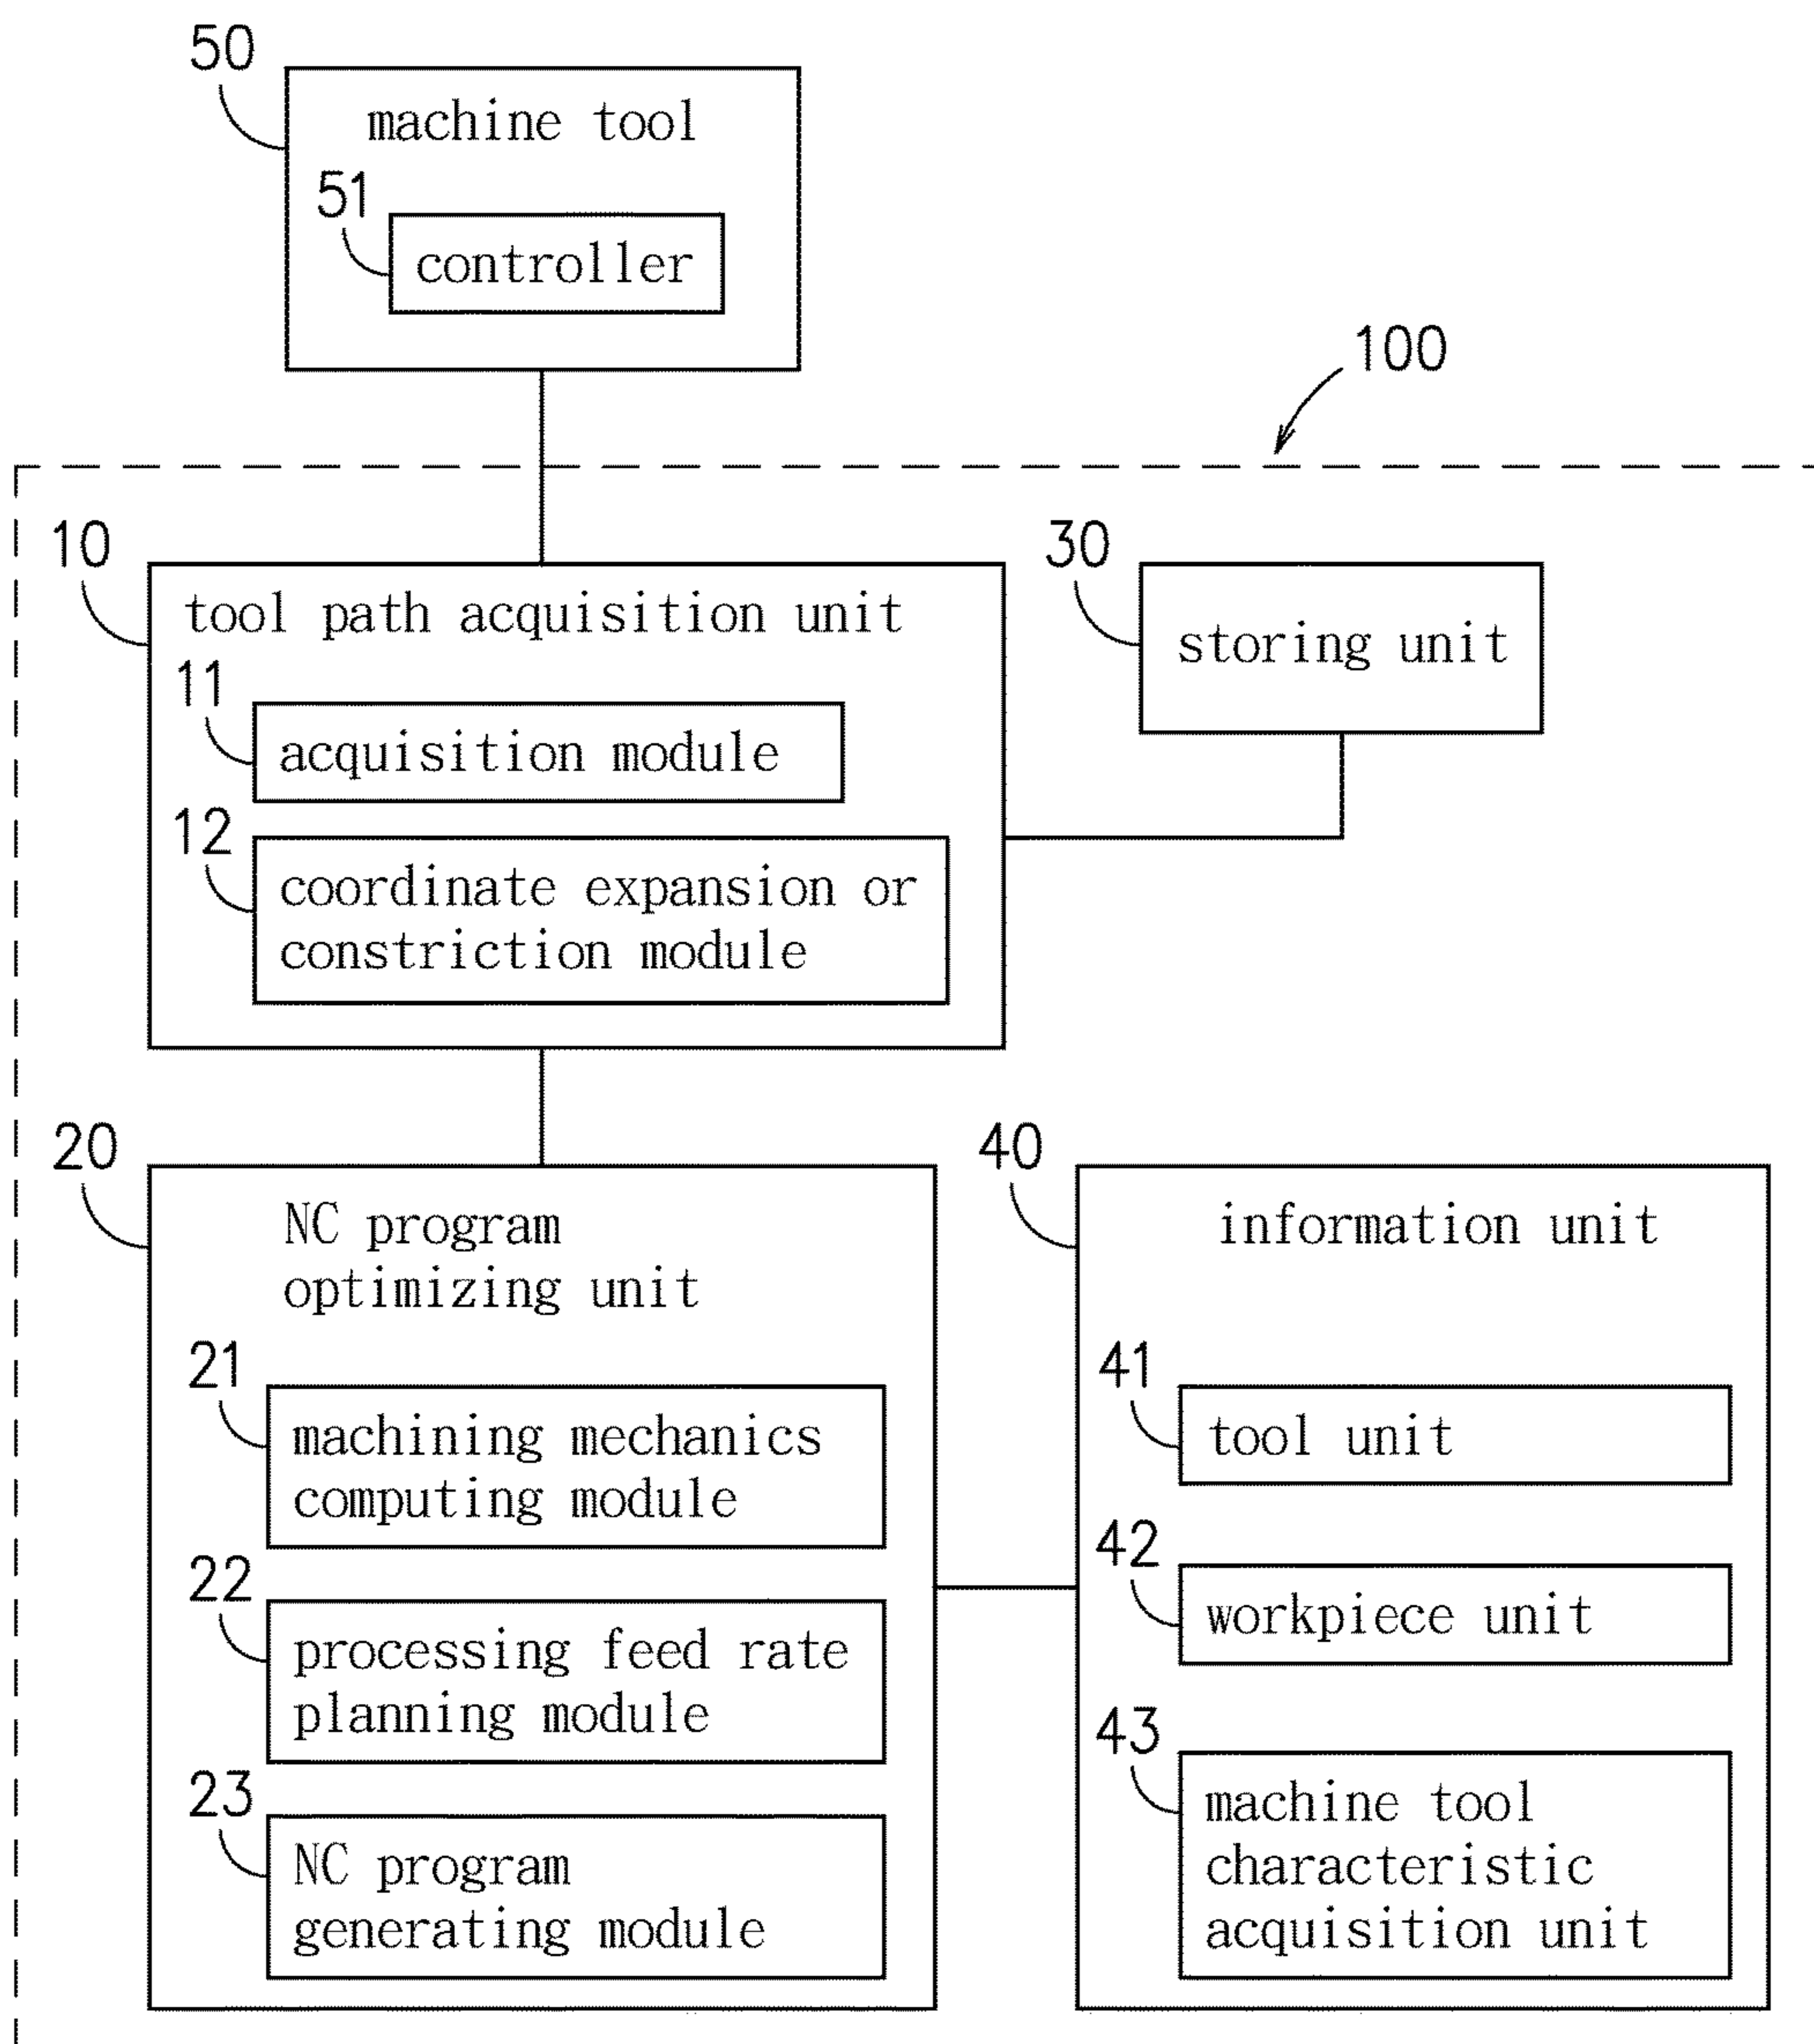 50
machine tool
51
controller
100
10
tool path acquisition unit
11
acquisition module
12
coordinate expansion or
constriction module
30
storing unit
20
NC program
optimizing unit
21
machining mechanics
computing module
22
processing feed rate
planning module
23
NC program
generating module
40
information unit
41
tool unit
42
workpiece unit
43
machine tool
characteristic
acquisition unit